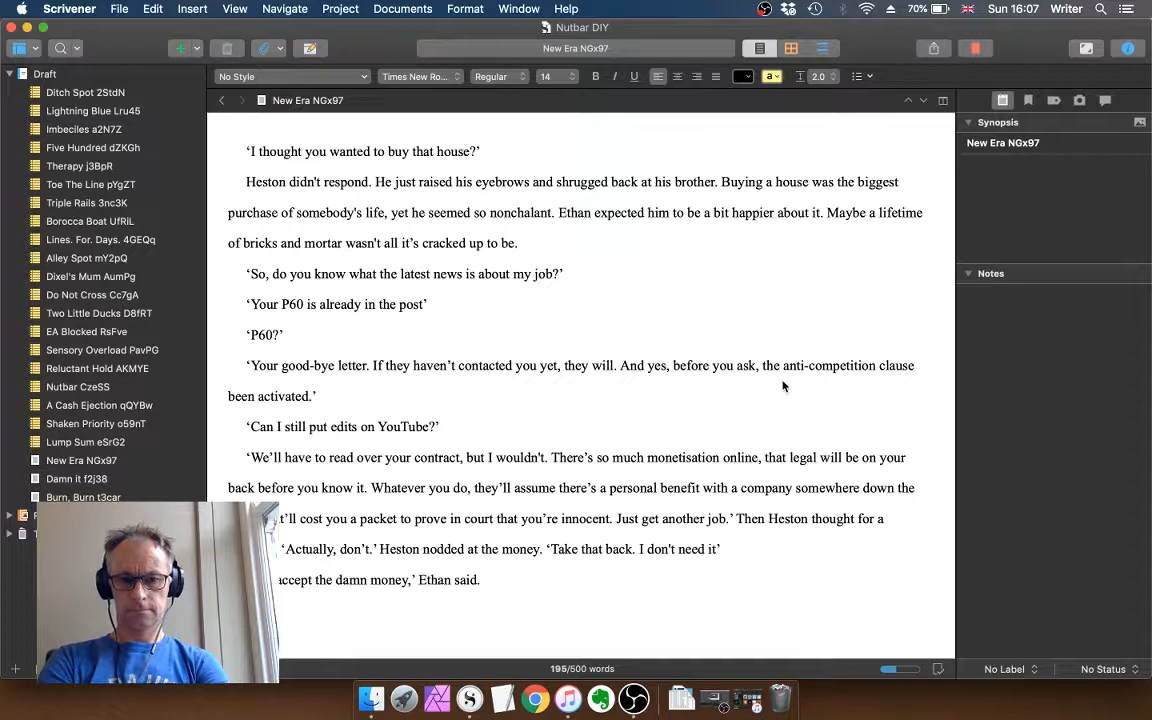 Scrivener File Edit Insert View Navigate Project Documents Format Window Help 70% Sun 16:07 Writer
Nutbar DIY
New Era NGx97
Draft No Style Times New Ro... Regular 14 B I U a 2.0
Ditch Spot 2StdN New Era NGx97
Lightning Blue Lru45 Synopsis
Imbeciles a2N7Z New Era NGx97
Five Hundred dZKGh ‘I thought you wanted to buy that house?’
Therapy j3BpR
Toe The Line pYgZT Heston didn't respond. He just raised his eyebrows and shrugged back at his brother. Buying a house was the biggest
Triple Rails 3nc3K purchase of somebody's life, yet he seemed so nonchalant. Ethan expected him to be a bit happier about it. Maybe a lifetime
Borocca Boat UfRiL
Lines. For. Days. 4GEQq of bricks and mortar wasn't all it’s cracked up to be.
Alley Spot mY2pQ
Dixel's Mum AumPg ‘So, do you know what the latest news is about my job?’ Notes
Do Not Cross Cc7gA ‘Your P60 is already in the post’
Two Little Ducks D8fRT
EA Blocked RsFve ‘P60?’
Sensory Overload PavPG
Reluctant Hold AKMYE ‘Your good-bye letter. If they haven’t contacted you yet, they will. And yes, before you ask, the anti-competition clause
Nutbar CzeSS been activated.’
A Cash Ejection qQYBw
Shaken Priority o59nT ‘Can I still put edits on YouTube?’
Lump Sum eSrG2
New Era NGx97 ‘We’ll have to read over your contract, but I wouldn't. There’s so much monetisation online, that legal will be on your
Damn it f2j38 back before you know it. Whatever you do, they’ll assume there’s a personal benefit with a company somewhere down the
Burn, Burn t3car
t’ll cost you a packet to prove in court that you’re innocent. Just get another job.’ Then Heston thought for a
‘Actually, don’t.’ Heston nodded at the money. ‘Take that back. I don't need it’
accept the damn money,’ Ethan said.
195/500 words No Label No Status